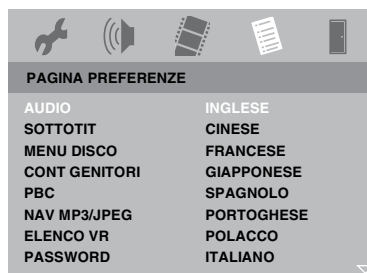 PAGINA PREFERENZE
AUDIO INGLESE
SOTTOTIT CINESE
MENU DISCO FRANCESE
CONT GENITORI GIAPPONESE
PBC SPAGNOLO
NAV MP3/JPEG PORTOGHESE
ELENCO VR POLACCO
PASSWORD ITALIANO